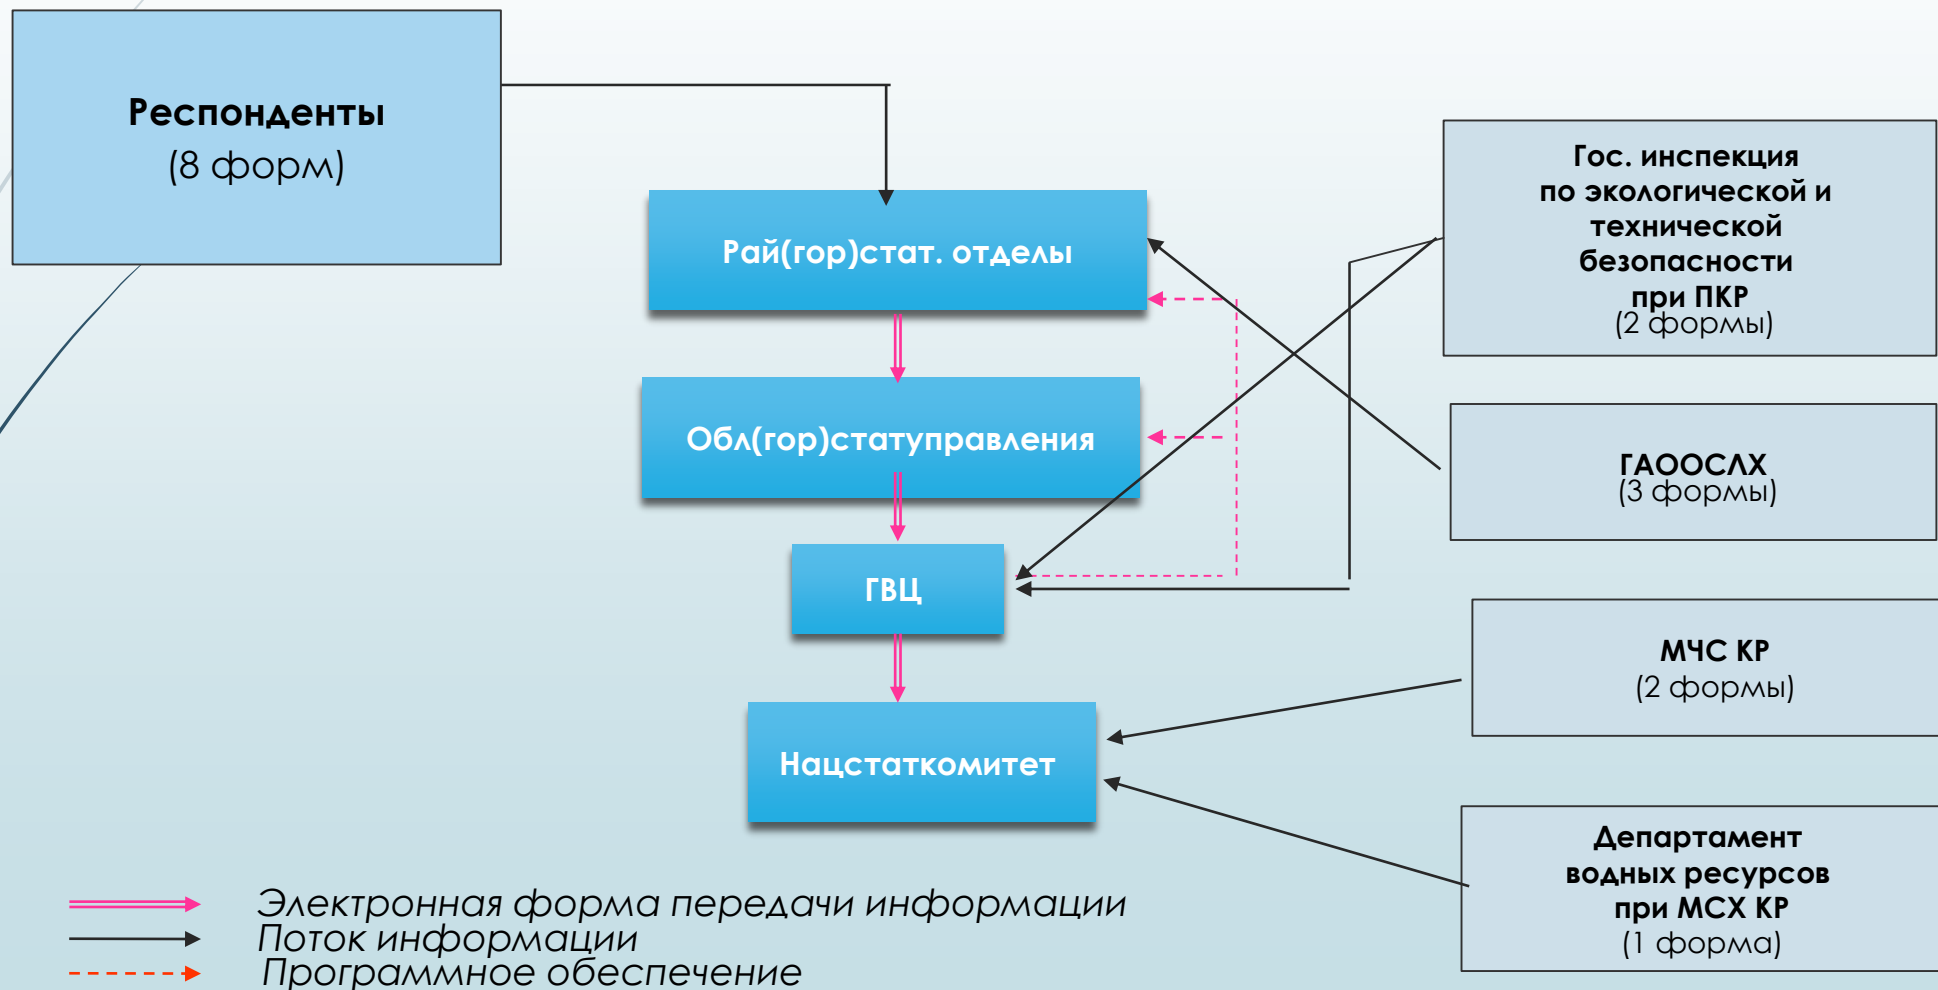 Респонденты
(8 форм)
Рай(гор)стат. отделы
Обл(гор)статуправления
ГВЦ
Нацстаткомитет
Гос. инспекция
по экологической и
технической
безопасности
при ПКР
(2 формы)
ГАООСЛХ
(3 формы)
МЧС КР
(2 формы)
Департамент
водных ресурсов
при МСХ КР
(1 форма)
Электронная форма передачи информации
Поток информации
Программное обеспечение